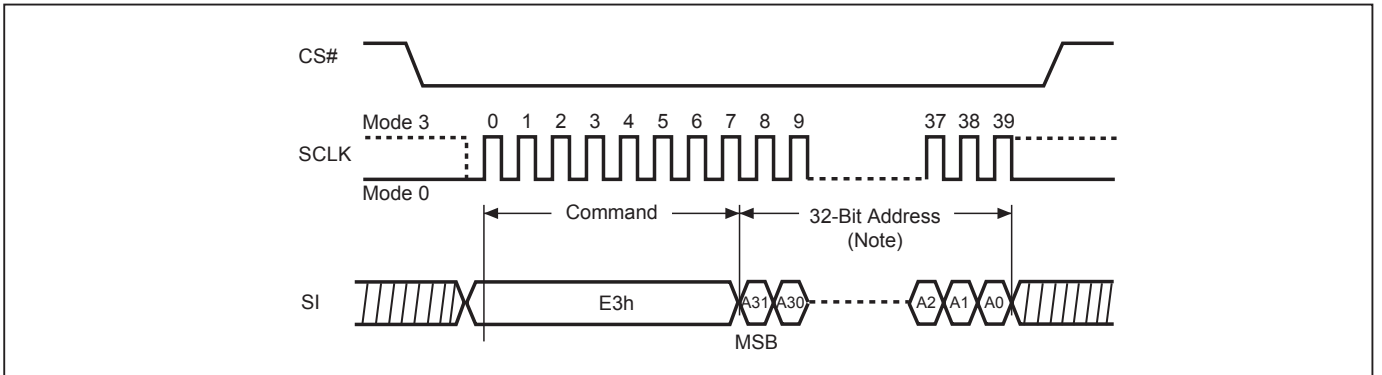 CS#
Mode 3
0 1 2 3 4 5 6 7 8 9 37 38 39
SCLK
Mode 0
Command
32-Bit Address
(Note)
SI
E3h
A31 A30 A2 A1 A0
MSB